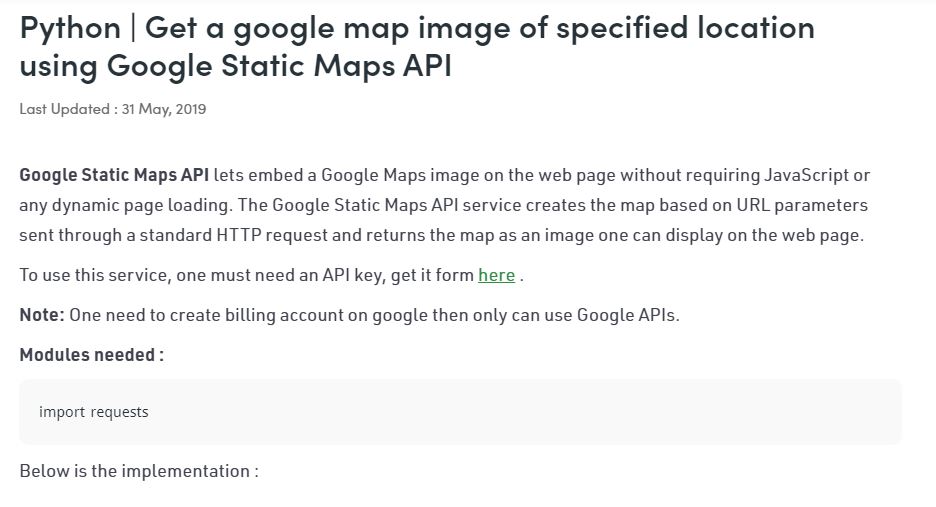 Python | Get a google map image of specified location
using Google Static Maps API
Last Updated : 31 May, 2019
Google Static Maps API lets embed a Google Maps image on the web page without requiring JavaScript or
any dynamic page loading. The Google Static Maps API service creates the map based on URL parameters
sent through a standard HTTP request and returns the map as an image one can display on the web page.
To use this service, one must need an API key, get it form here .
Note: One need to create billing account on google then only can use Google APIs.
Modules needed :
import requests
Below is the implementation :